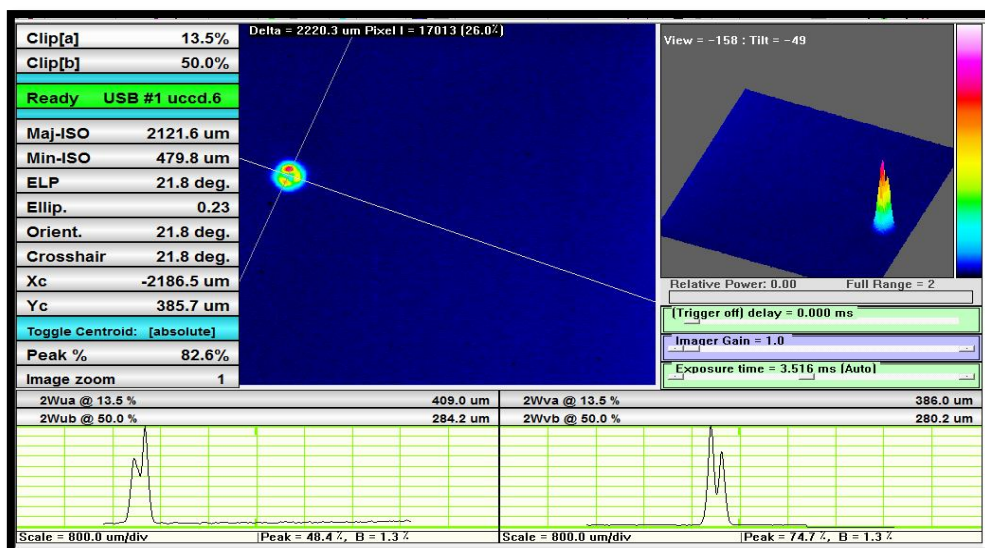 Clip[a] 13.5%
Clip[b] 50.0%
Ready USB #1 uccd.6
Maj-ISO 2121.6 um
Min-ISO 479.8 um
ELP 21.8 deg.
Ellip. 0.23
Orient. 21.8 deg.
Crosshair 21.8 deg.
Xc -2186.5 um
Yc 385.7 um
Toggle Centroid: [absolute]
Peak % 82.6%
Image zoom 1
Delta = 2220.3 um Pixel I = 17013 (26.0%)
View = -158 : Tilt = -49
Relative Power: 0.00 Full Range = 2
(Trigger off) delay = 0.000 ms
Imager Gain = 1.0
Exposure time = 3.516 ms (Auto)
2Wua @ 13.5 % 409.0 um
2Wub @ 50.0 % 284.2 um
2Wva @ 13.5 % 386.0 um
2Wvb @ 50.0 % 280.2 um
Scale = 800.0 um/div Peak = 48.4 %, B = 1.3 %
Scale = 800.0 um/div Peak = 74.7 %, B = 1.3 %